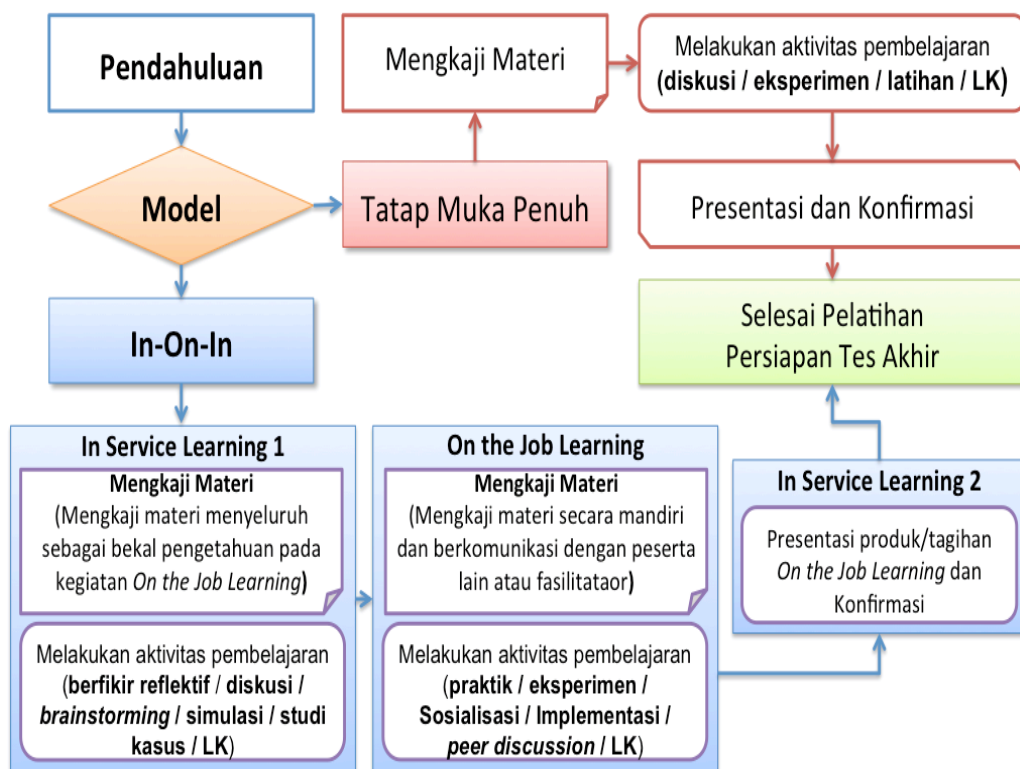 Pendahuluan
Model
Tatap Muka Penuh
Mengkaji Materi
Melakukan aktivitas pembelajaran
(diskusi / eksperimen / latihan / LK)
Presentasi dan Konfirmasi
Selesai Pelatihan
Persiapan Tes Akhir
In-On-In
In Service Learning 1
Mengkaji Materi
(Mengkaji materi menyeluruh
sebagai bekal pengetahuan pada
kegiatan On the Job Learning)
Melakukan aktivitas pembelajaran
(berfikir reflektif / diskusi /
brainstorming / simulasi / studi
kasus / LK)
On the Job Learning
Mengkaji Materi
(Mengkaji materi secara mandiri
dan berkomunikasi dengan peserta
lain atau fasilitataor)
Melakukan aktivitas pembelajaran
(praktik / eksperimen /
Sosialisasi / Implementasi /
peer discussion / LK)
In Service Learning 2
Presentasi produk/tagihan
On the Job Learning dan
Konfirmasi